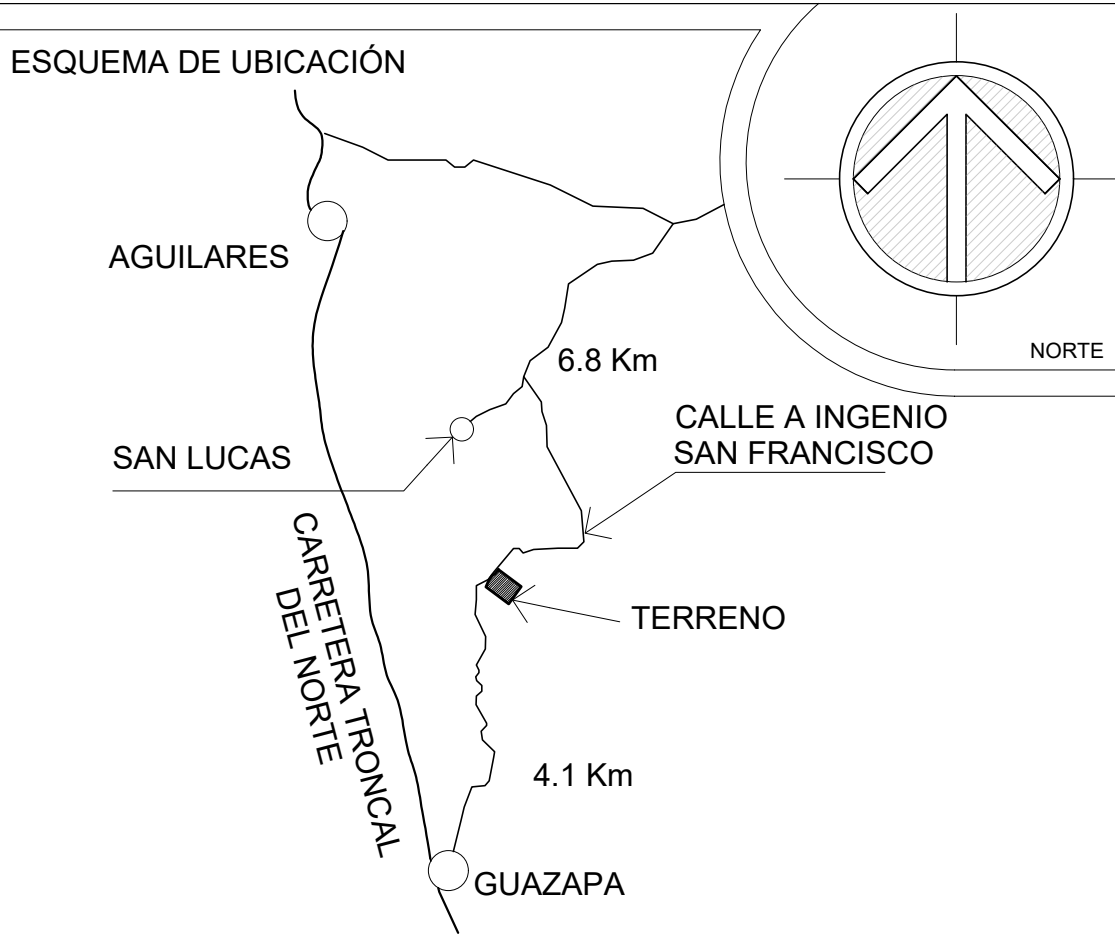 ESQUEMA DE UBICACIÓN
AGUILARES
NORTE
6.8 Km
CALLE A INGENIO
SAN FRANCISCO
SAN LUCAS
CARRETERA TRONCAL
DEL NORTE
TERRENO
4.1 Km
GUAZAPA